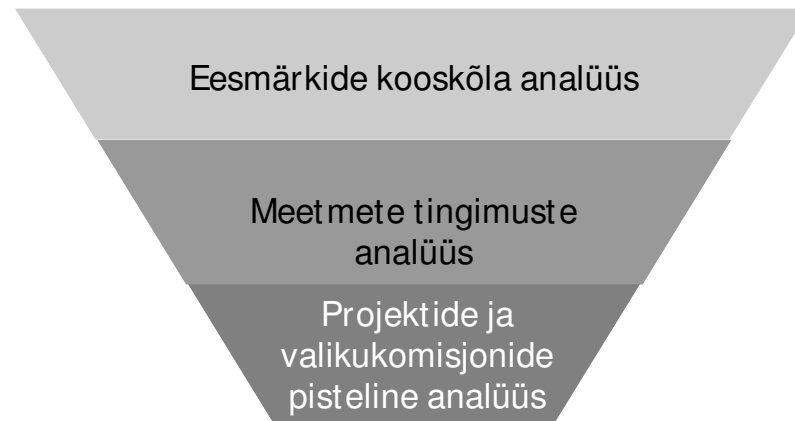 Eesmärkide kooskõla analüüs
Meetmete tingimuste
analüüs
Projektide ja
valikukomisjonide
pisteline analüüs